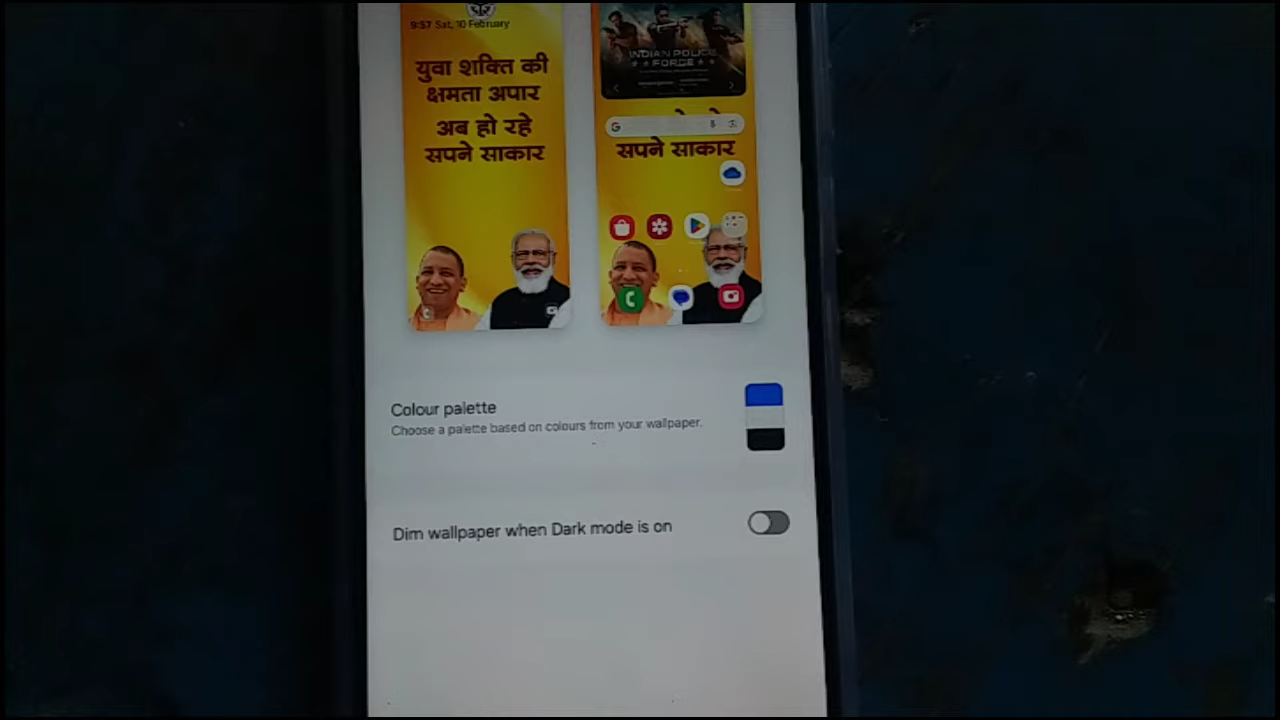 9:57 Sat, 10 February
युवा शक्ति की
क्षमता अपार
अब हो रहे
सपने साकार
INDIAN POLICE
FORCE
सपने साकार
Colour palette
Choose a palette based on colours from your wallpaper.
Dim wallpaper when Dark mode is on